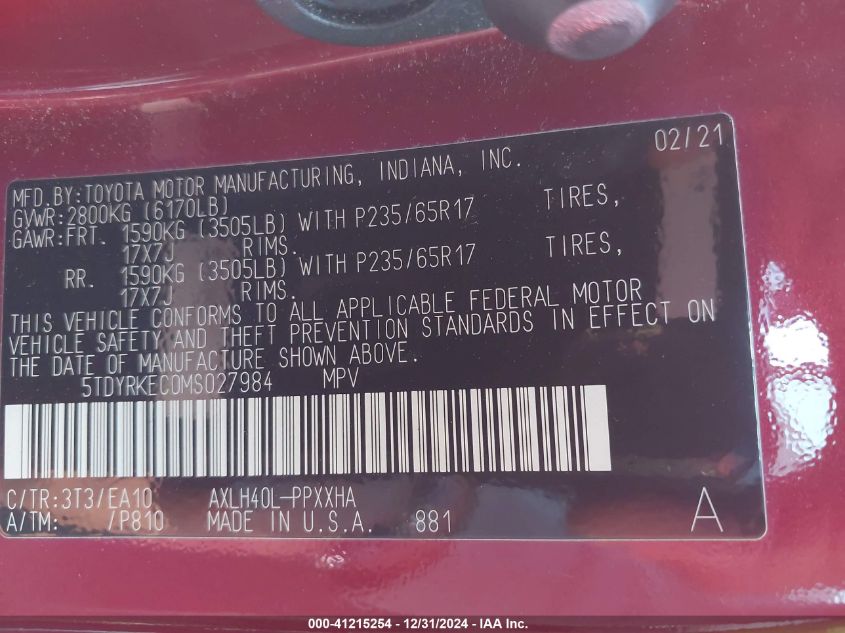 02/21
MFD.BY:TOYOTA MOTOR MANUFACTURING, INDIANA, INC.
GVWR:2800KG (6170LB)
GAWR:FRT. 1590KG (3505LB) WITH P235/65R17 TIRES,
17X7J RIMS.
RR. 1590KG (3505LB) WITH P235/65R17 TIRES,
17X7J RIMS.
THIS VEHICLE CONFORMS TO ALL APPLICABLE FEDERAL MOTOR
VEHICLE SAFETY AND THEFT PREVENTION STANDARDS IN EFFECT ON
THE DATE OF MANUFACTURE SHOWN ABOVE.
5TDYRKEC0MS027984 MPV
C/TR:3T3/EA10 AXLH40L-PPXXHA
A/TM: /P810 MADE IN U.S.A. 881 A
000-41215254 - 12/31/2024 - IAA Inc.